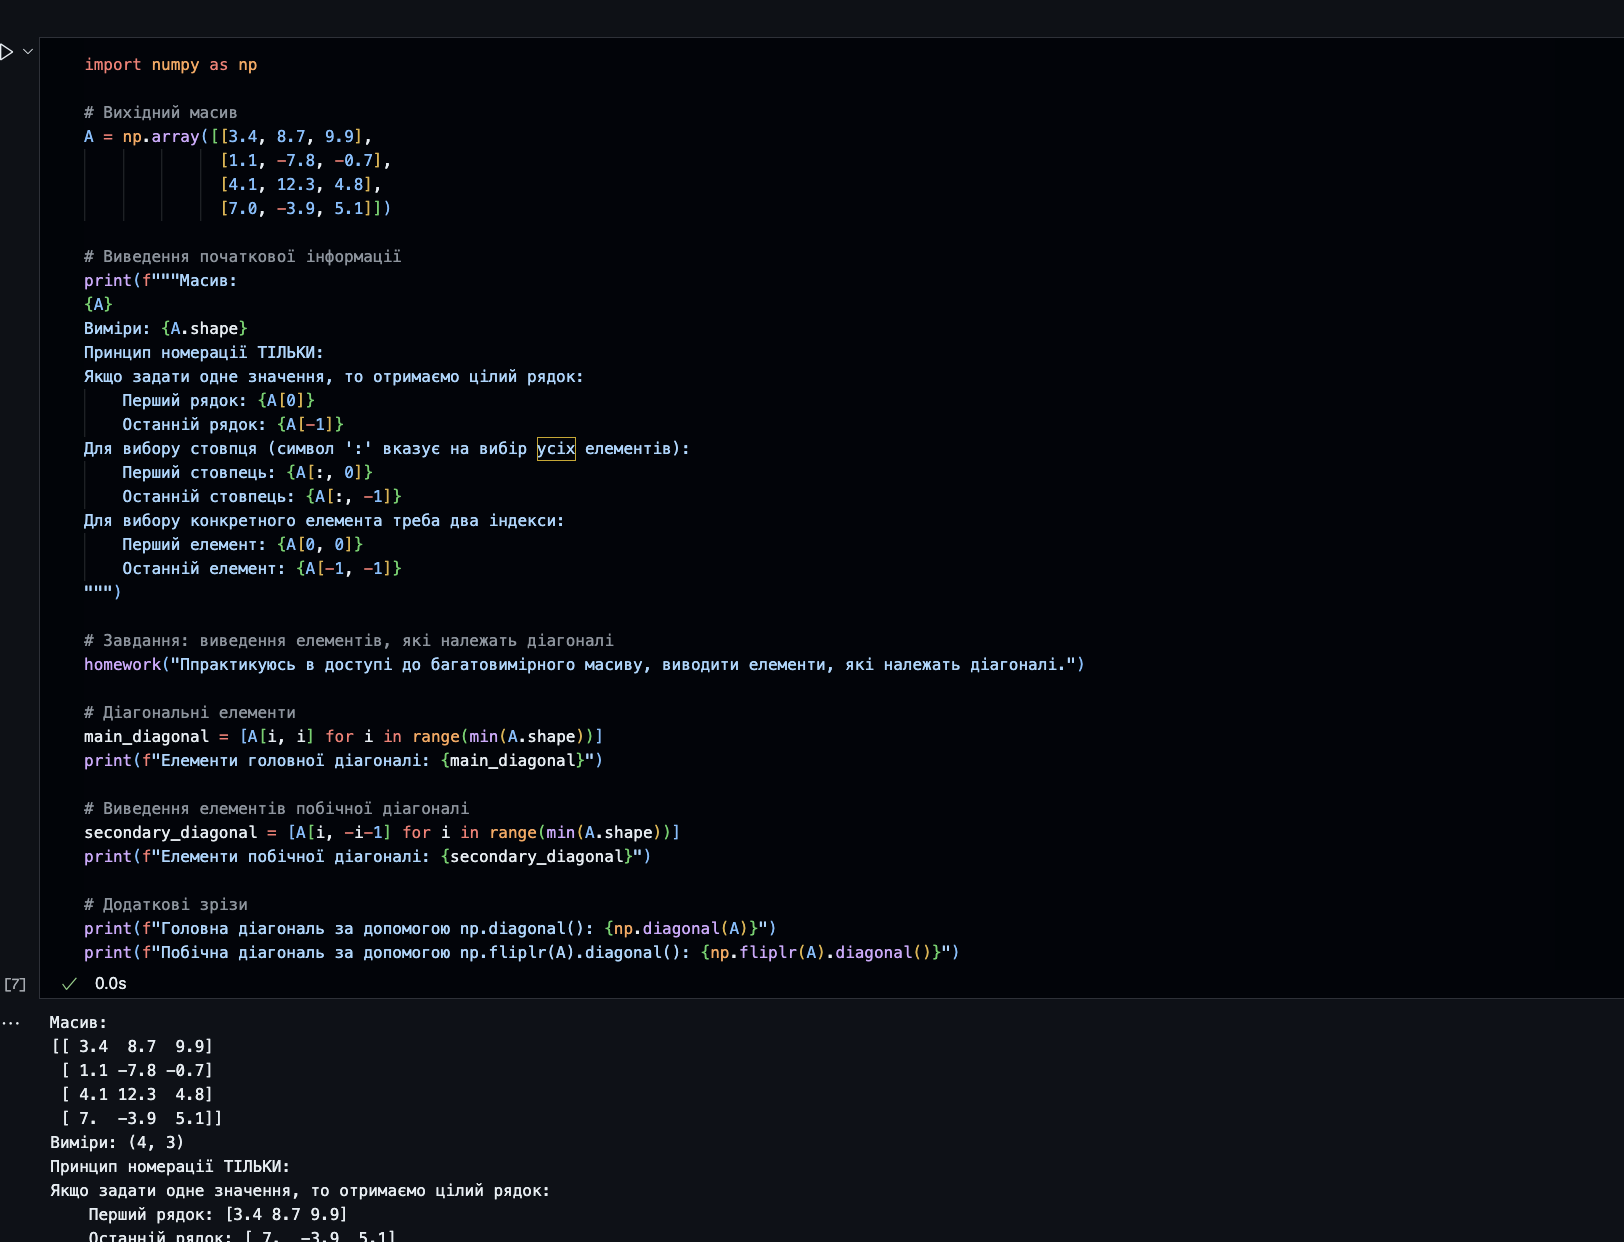 import numpy as np
# Вихідний масив
A = np.array([[3.4, 8.7, 9.9],
[1.1, -7.8, -0.7],
[4.1, 12.3, 4.8],
[7.0, -3.9, 5.1]])
# Виведення початкової інформації
print(f"""Масив:
{A}
Виміри: {A.shape}
Принцип номерації ТІЛЬКИ:
Якщо задати одне значення, то отримаємо цілий рядок:
Перший рядок: {A[0]}
Останній рядок: {A[-1]}
Для вибору стовпця (символ ':' вказує на вибір усіх елементів):
Перший стовпець: {A[:, 0]}
Останній стовпець: {A[:, -1]}
Для вибору конкретного елемента треба два індекси:
Перший елемент: {A[0, 0]}
Останній елемент: {A[-1, -1]}
""")
# Завдання: виведення елементів, які належать діагоналі
homework("Ппрактикуюсь в доступі до багатовимірного масиву, виводити елементи, які належать діагоналі.")
# Діагональні елементи
main_diagonal = [A[i, i] for i in range(min(A.shape))]
print(f"Елементи головної діагоналі: {main_diagonal}")
# Виведення елементів побічної діагоналі
secondary_diagonal = [A[i, -i-1] for i in range(min(A.shape))]
print(f"Елементи побічної діагоналі: {secondary_diagonal}")
# Додаткові зрізи
print(f"Головна діагональ за допомогою np.diagonal(): {np.diagonal(A)}")
print(f"Побічна діагональ за допомогою np.fliplr(A).diagonal(): {np.fliplr(A).diagonal()}")
[7] 0.0s
Масив:
[[ 3.4  8.7  9.9]
[ 1.1 -7.8 -0.7]
[ 4.1 12.3  4.8]
[ 7.  -3.9  5.1]]
Виміри: (4, 3)
Принцип номерації ТІЛЬКИ:
Якщо задати одне значення, то отримаємо цілий рядок:
Перший рядок: [3.4 8.7 9.9]
Останній рядок: [ 7.  -3.9  5.1]